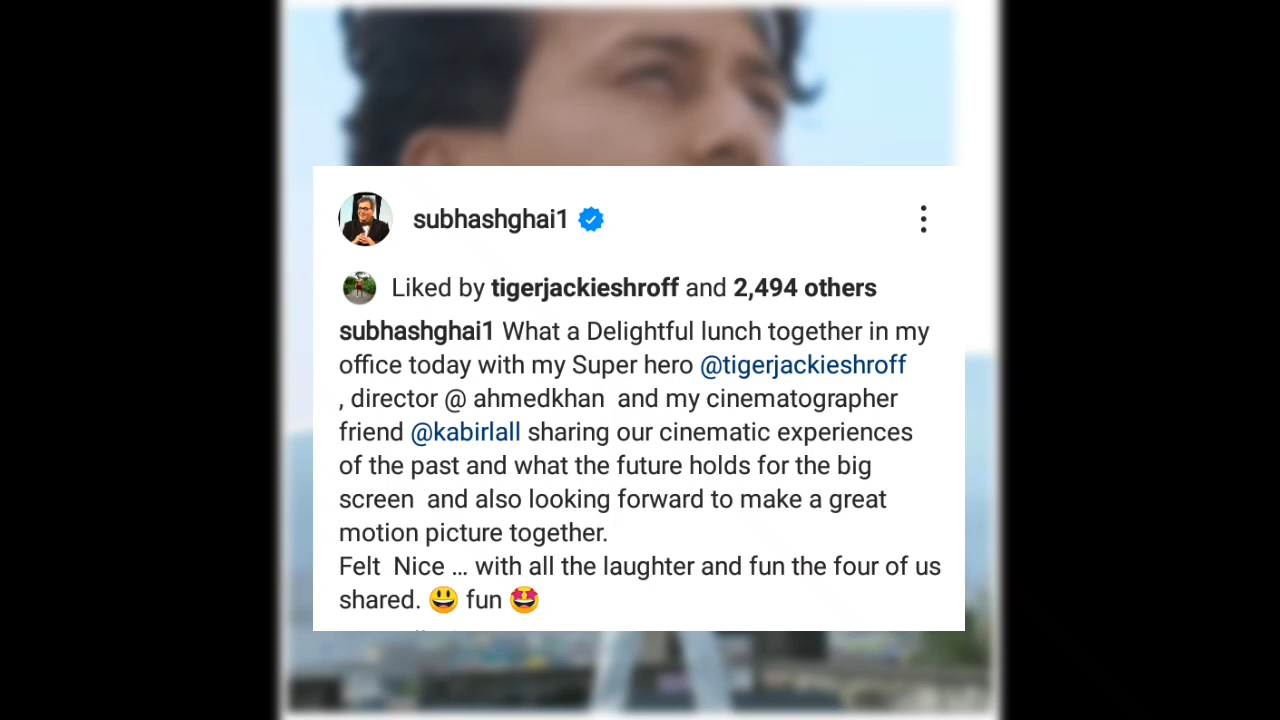 subhashghai1
Liked by tigerjackieshroff and 2,494 others
subhashghai1 What a Delightful lunch together in my
office today with my Super hero @tigerjackieshroff
, director @ ahmedkhan  and my cinematographer
friend @kabirlall sharing our cinematic experiences
of the past and what the future holds for the big
screen  and also looking forward to make a great
motion picture together.
Felt  Nice ... with all the laughter and fun the four of us
shared. 😃 fun 🤩